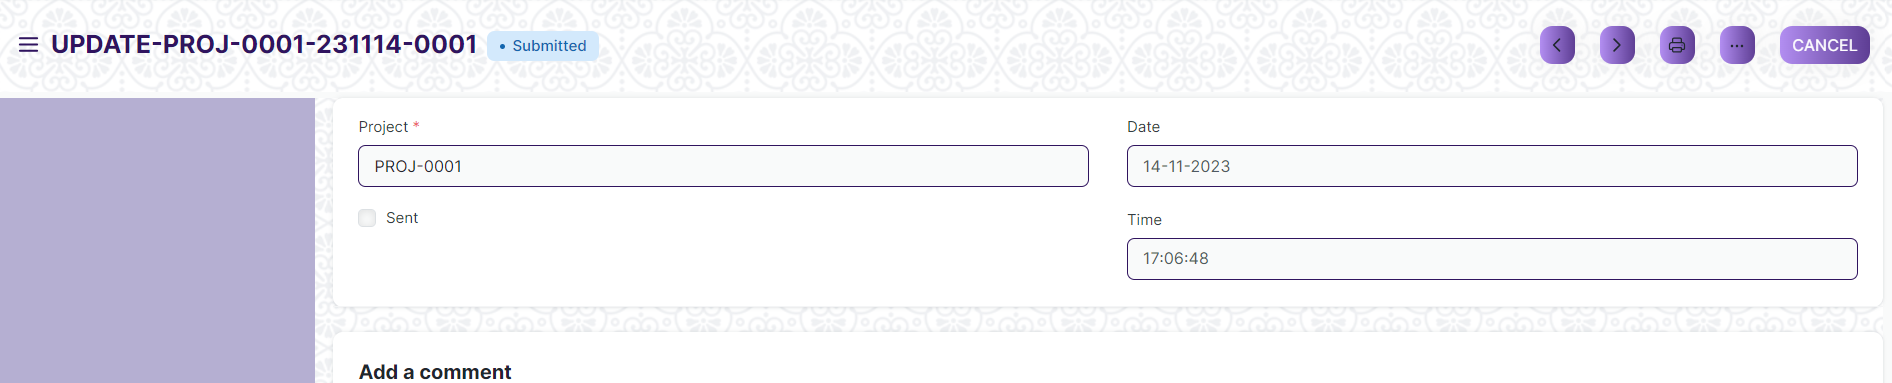 UPDATE-PROJ-0001-231114-0001 • Submitted
CANCEL
Project *
PROJ-0001
Sent
Date
14-11-2023
Time
17:06:48
Add a comment